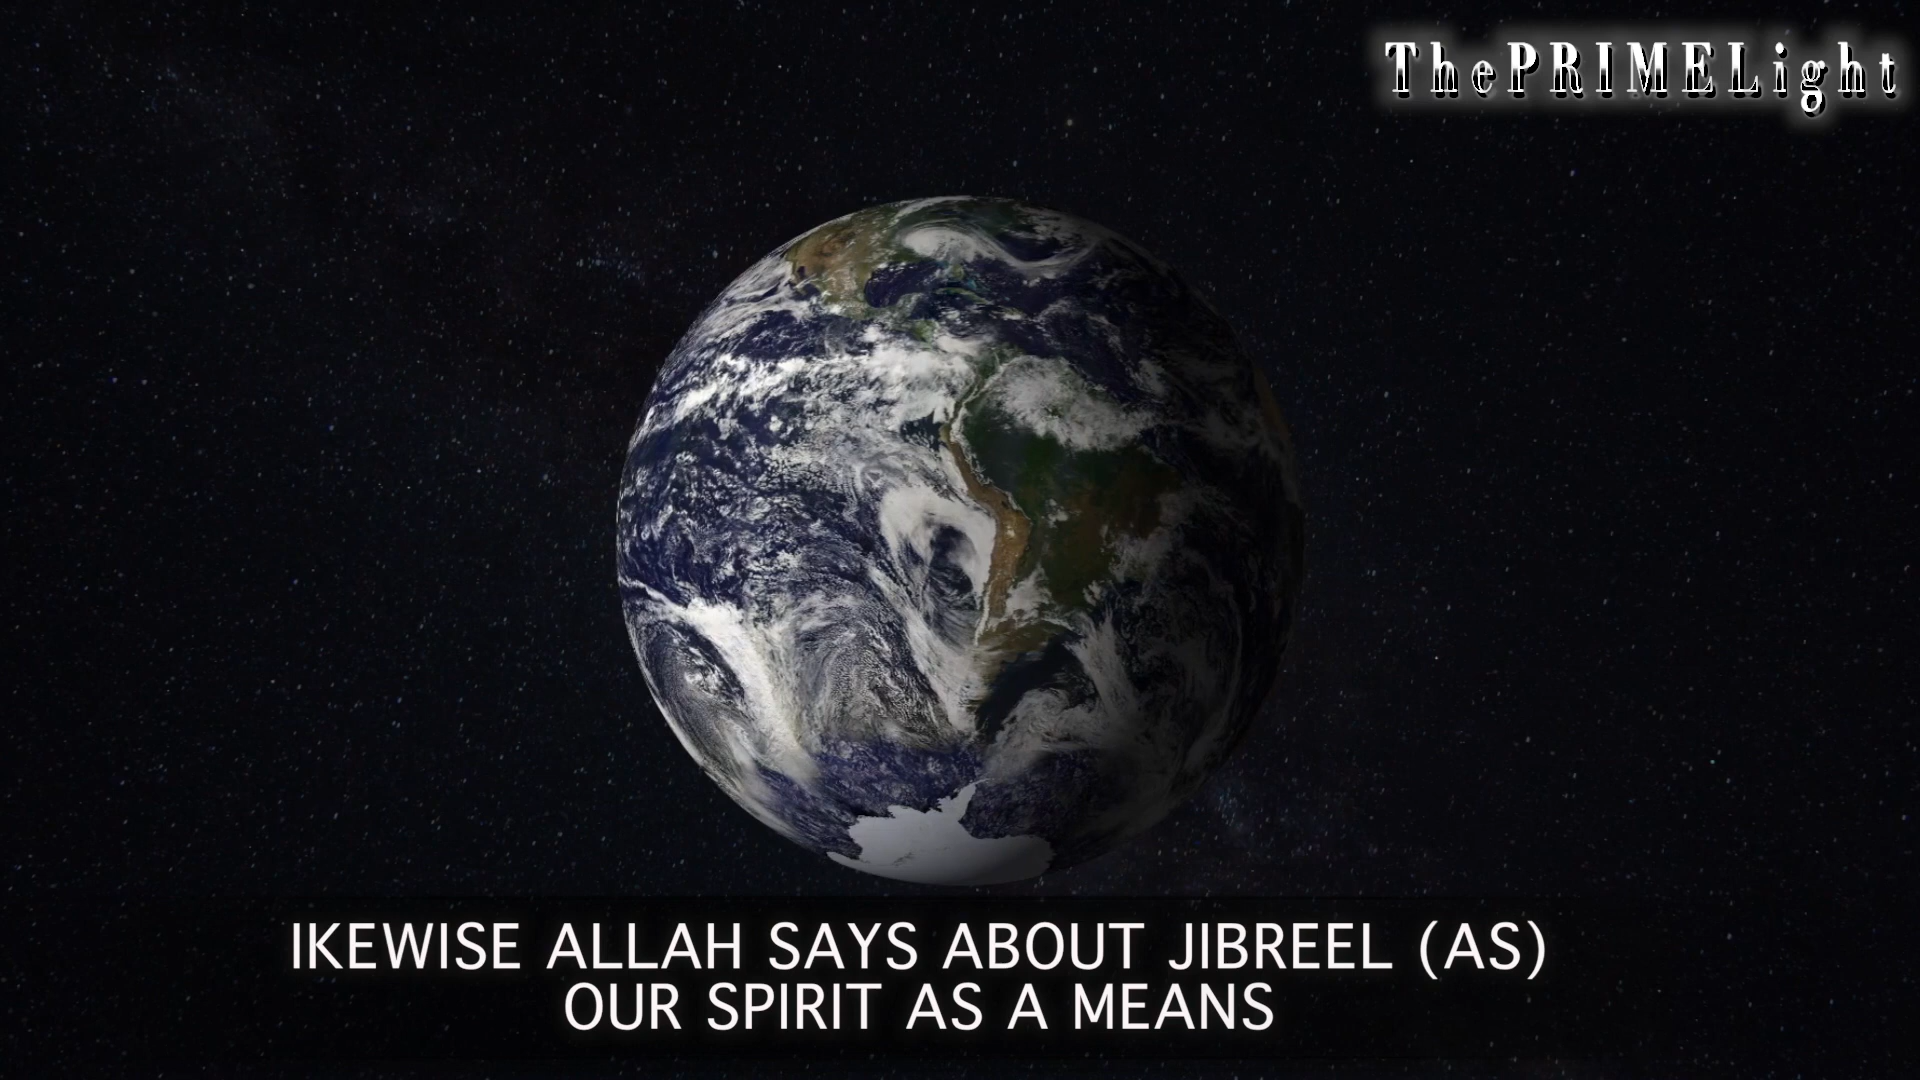 ThePRIMELight
IKEWISE ALLAH SAYS ABOUT JIBREEL (AS)
OUR SPIRIT AS A MEANS